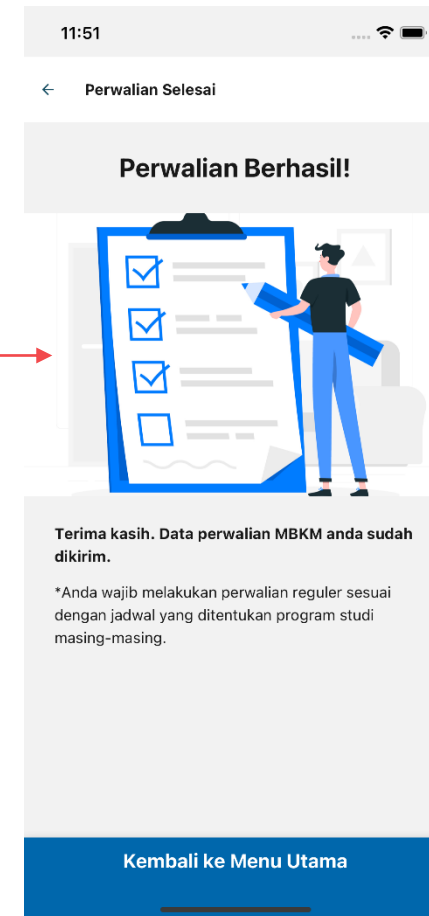 11:51
Perwalian Selesai
Perwalian Berhasil!
Terima kasih. Data perwalian MBKM anda sudah
dikirim.
*Anda wajib melakukan perwalian reguler sesuai
dengan jadwal yang ditentukan program studi
masing-masing.
Kembali ke Menu Utama